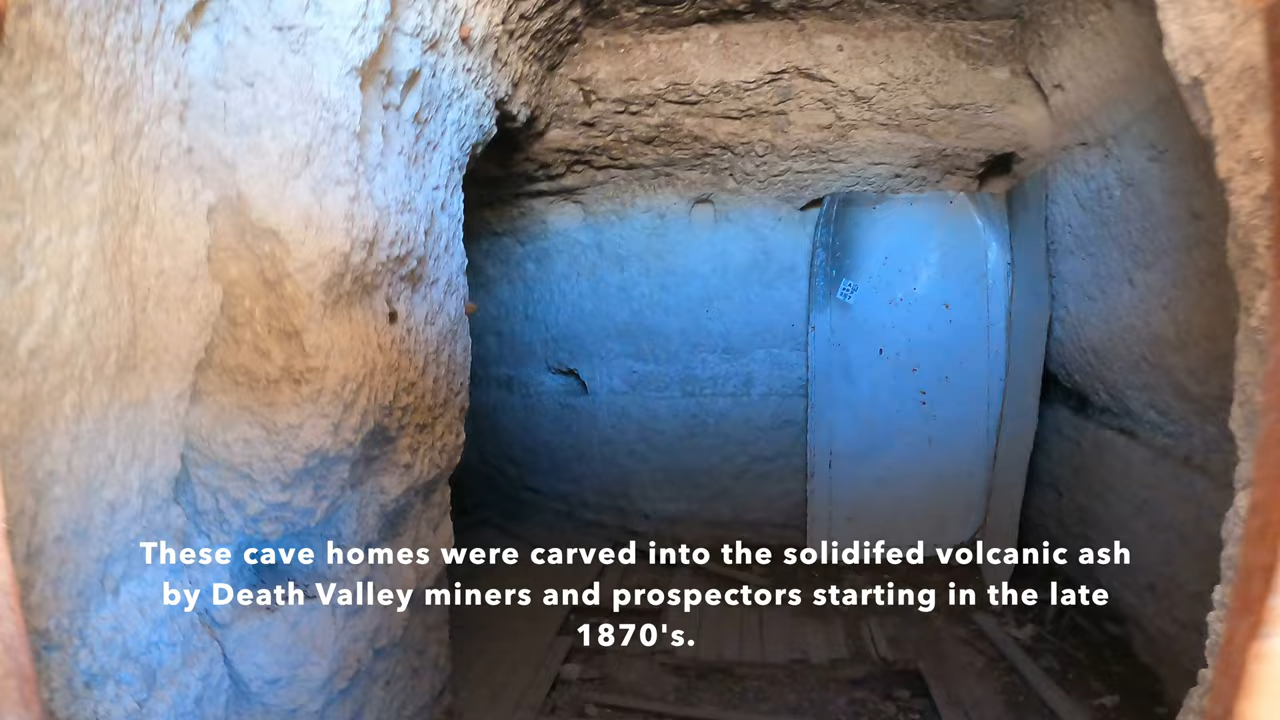 These cave homes were carved into the solidifed volcanic ash
by Death Valley miners and prospectors starting in the late
1870's.